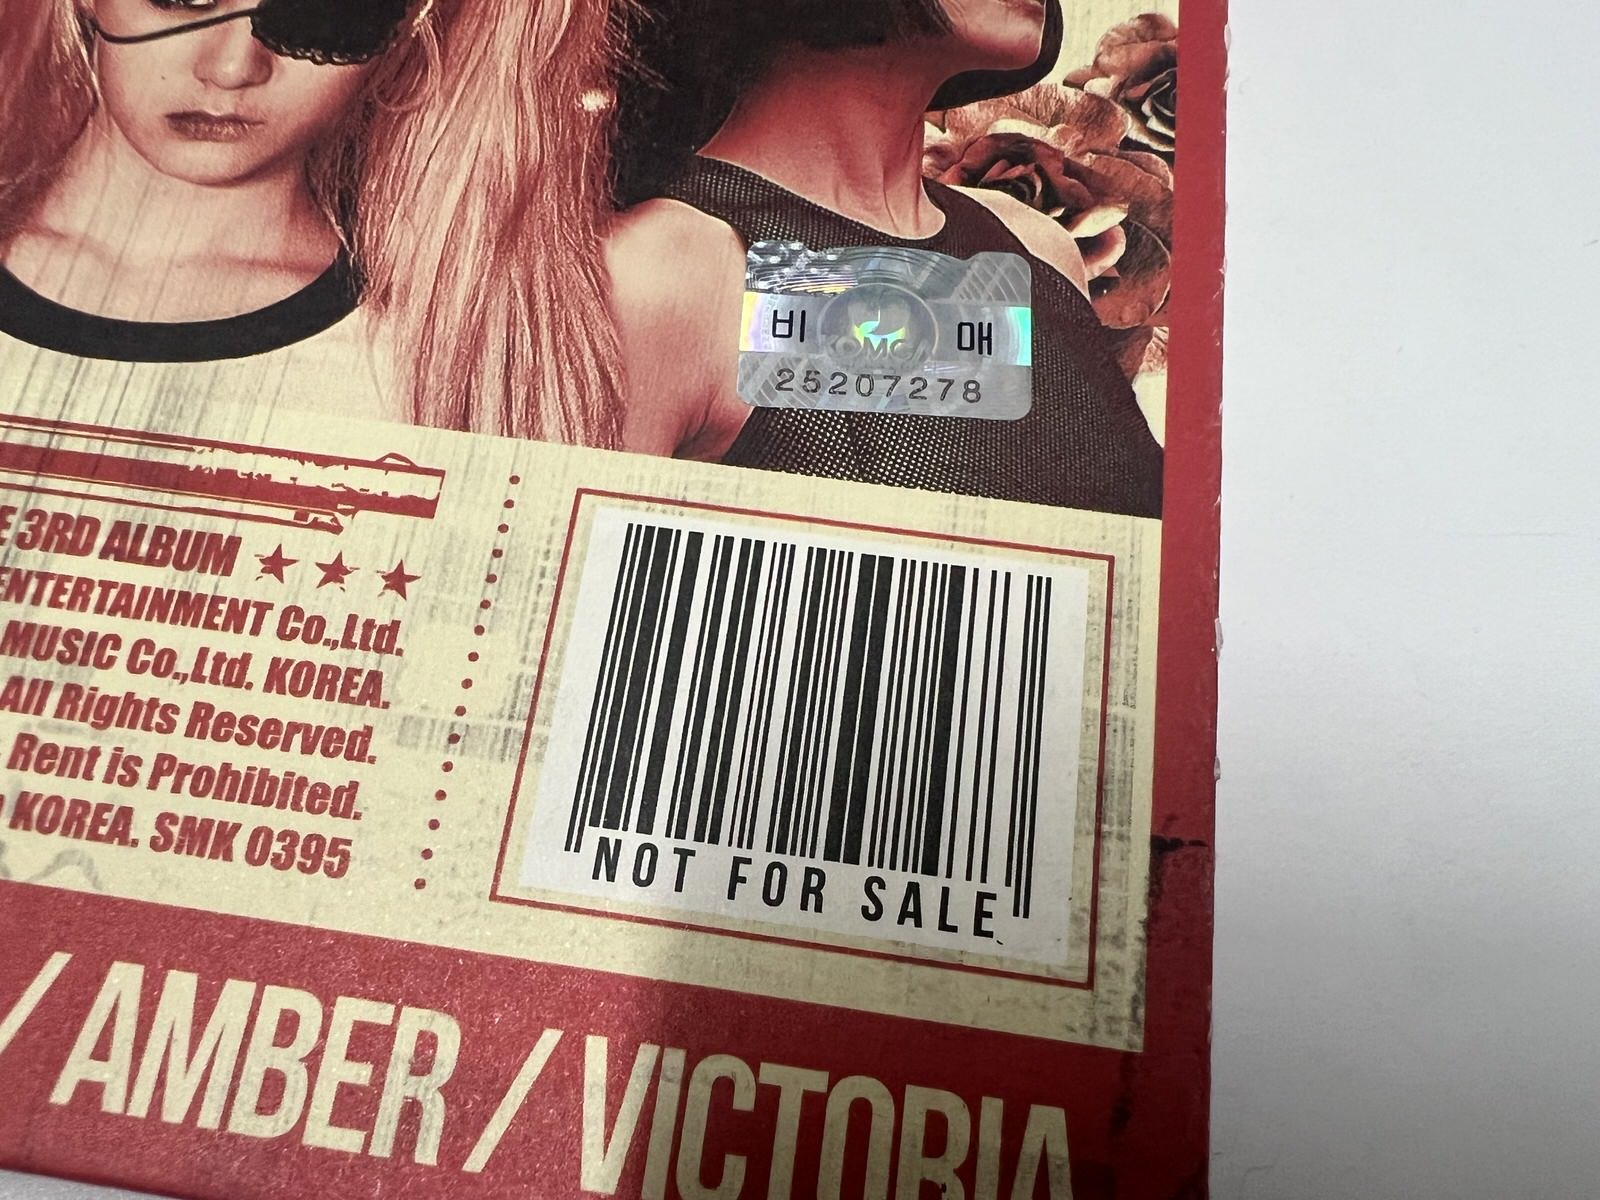 비 매
KOMCA
25207278
E 3RD ALBUM ★ ★ ★
ENTERTAINMENT Co.,Ltd.
MUSIC Co.,Ltd. KOREA.
All Rights Reserved.
Rent is Prohibited.
KOREA. SMK 0395
NOT FOR SALE
/ AMBER / VICTORIA